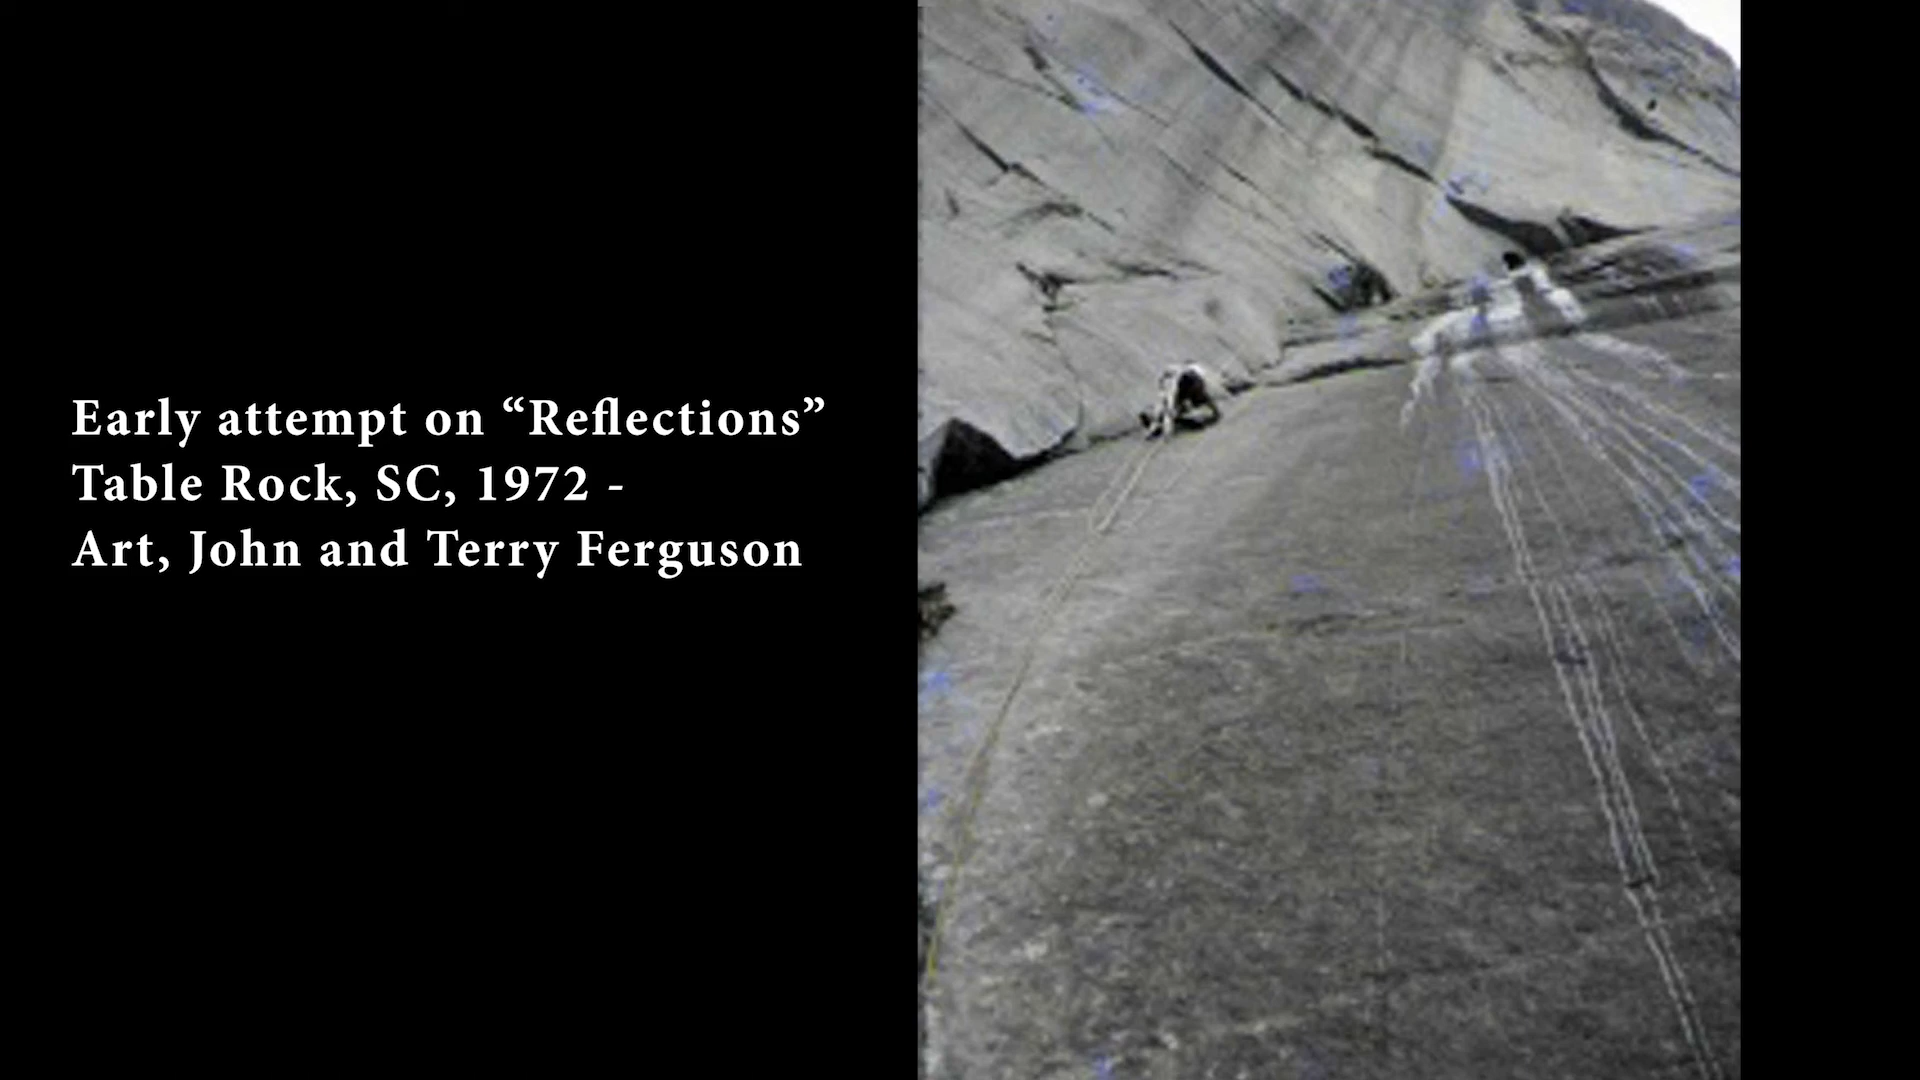 Early attempt on “Reflections”
Table Rock, SC, 1972 -
Art, John and Terry Ferguson